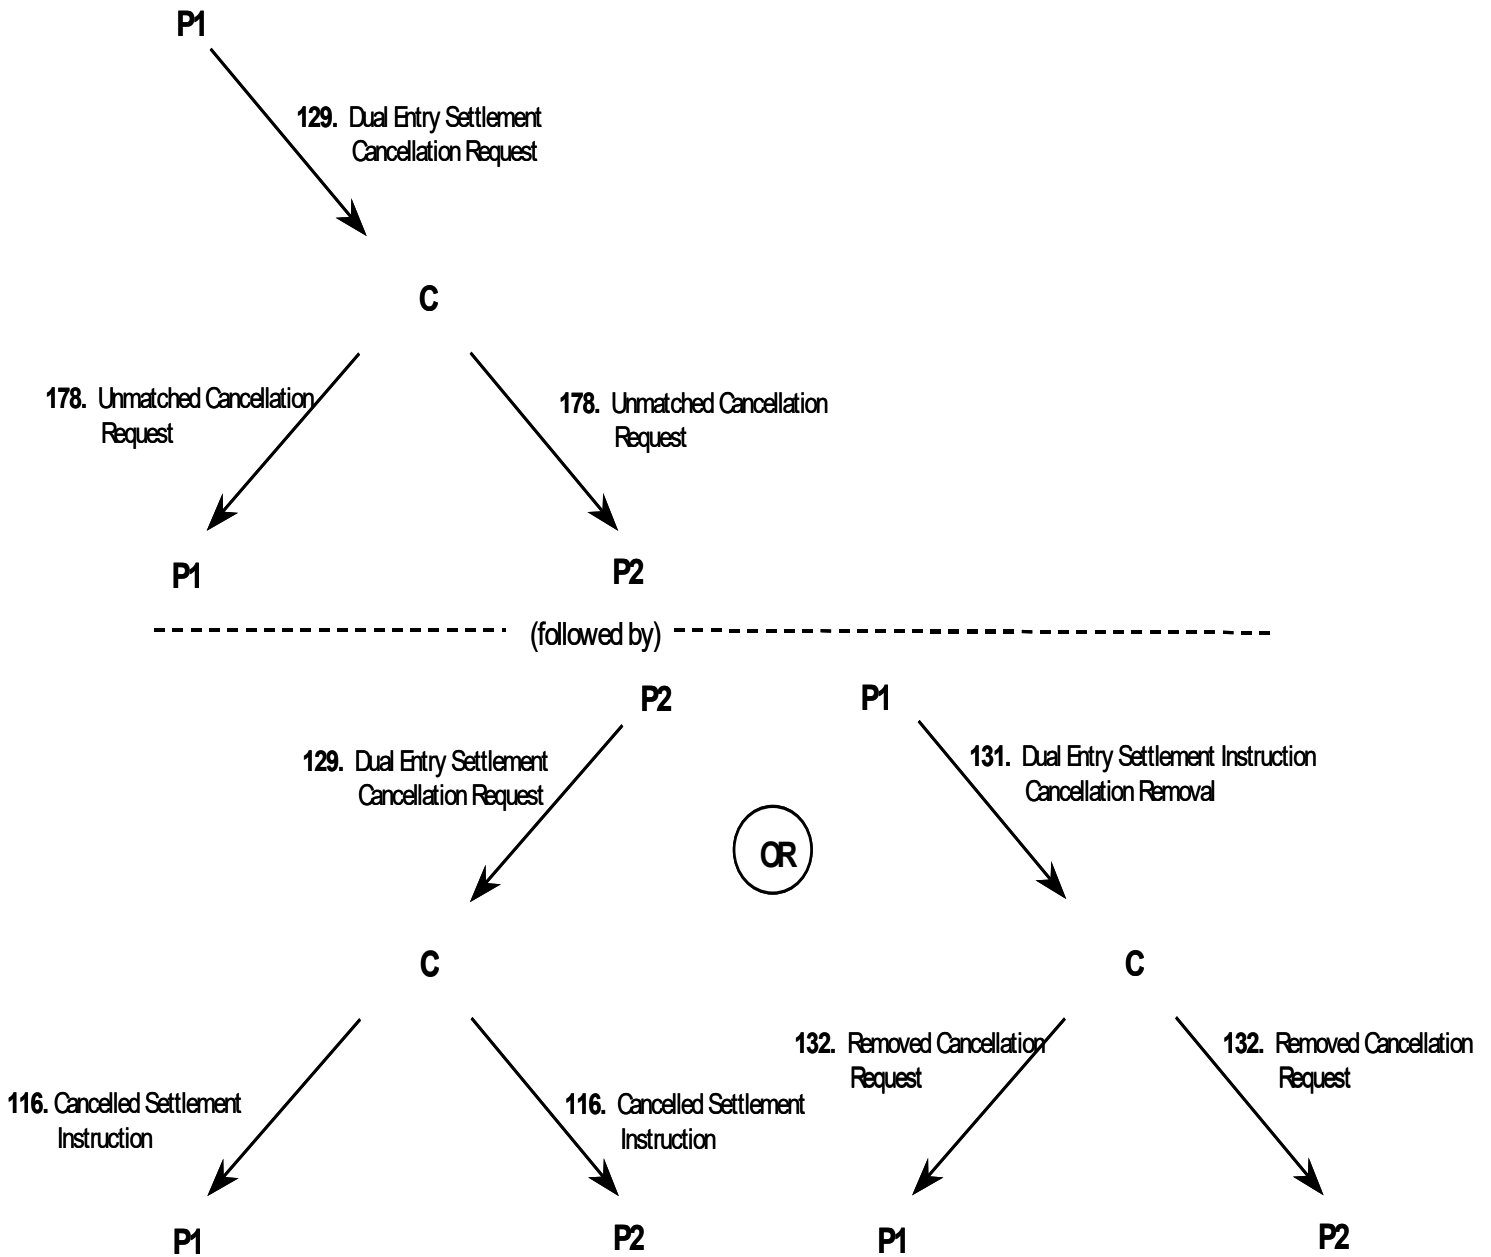 P1
129. Dual Entry Settlement
Cancellation Request
C
178. Unmatched Cancellation
Request
178. Unmatched Cancellation
Request
P1
P2
(followed by)
P2
P1
129. Dual Entry Settlement
Cancellation Request
131. Dual Entry Settlement Instruction
Cancellation Removal
OR
C
C
132. Removed Cancellation
Request
132. Removed Cancellation
Request
116. Cancelled Settlement
Instruction
116. Cancelled Settlement
Instruction
P1
P2
P1
P2